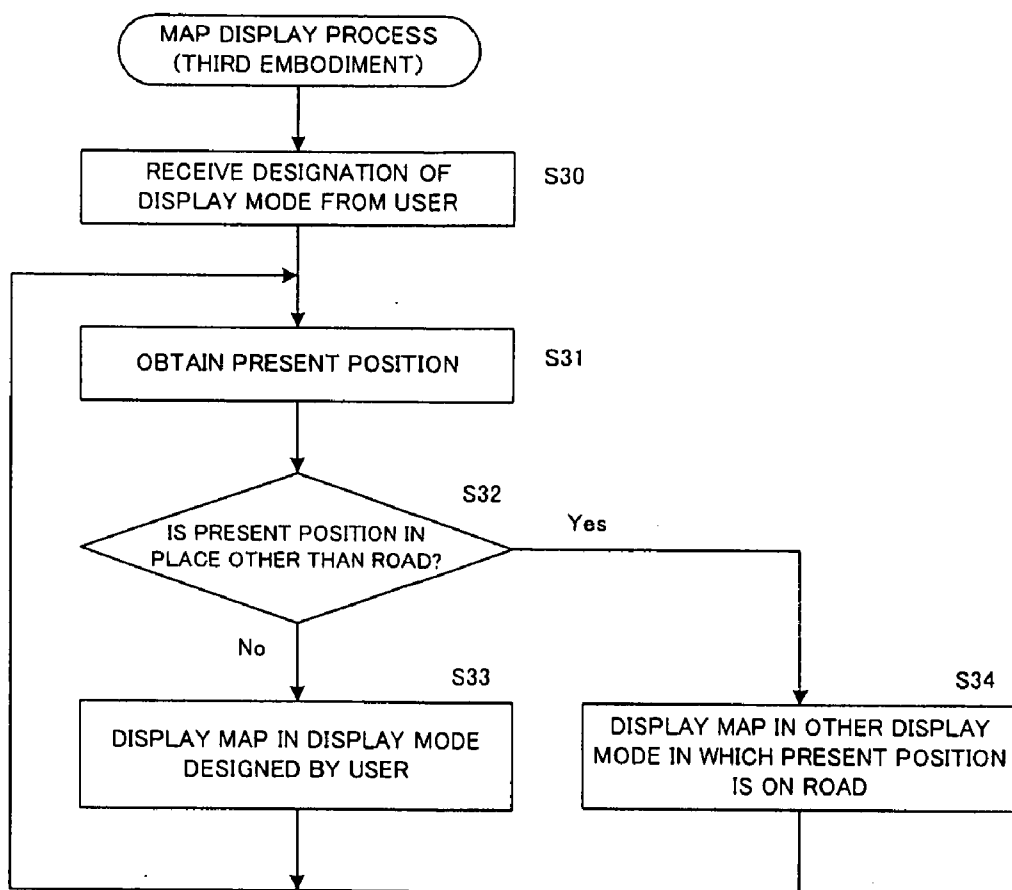 MAP DISPLAY PROCESS
(THIRD EMBODIMENT)
RECEIVE DESIGNATION OF
DISPLAY MODE FROM USER
S30
OBTAIN PRESENT POSITION
S31
S32
IS PRESENT POSITION IN
PLACE OTHER THAN ROAD?
Yes
No
S33
DISPLAY MAP IN DISPLAY MODE
DESIGNED BY USER
S34
DISPLAY MAP IN OTHER DISPLAY
MODE IN WHICH PRESENT POSITION
IS ON ROAD